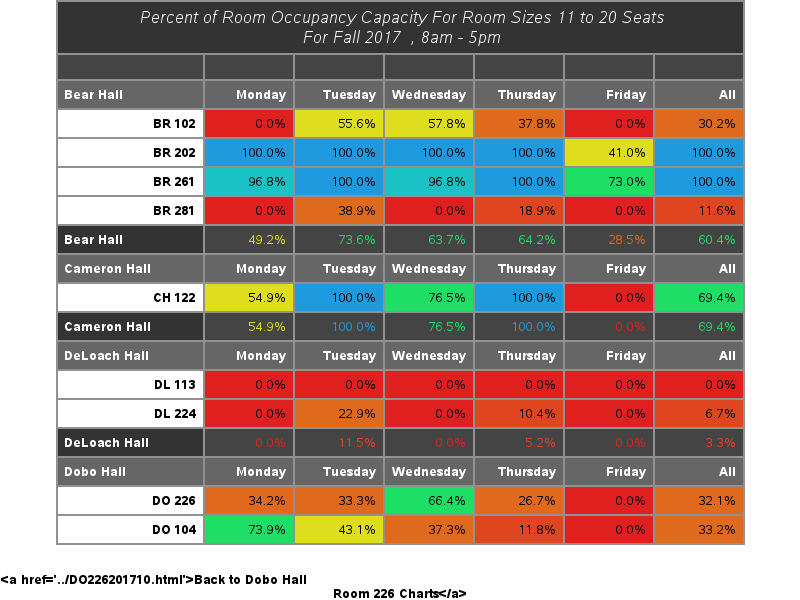 Percent of Room Occupancy Capacity For Room Sizes 11 to 20 Seats
For Fall 2017 , 8am - 5pm
Bear Hall Monday Tuesday Wednesday Thursday Friday All
BR 102 0.0% 55.6% 57.8% 37.8% 0.0% 30.2%
BR 202 100.0% 100.0% 100.0% 100.0% 41.0% 100.0%
BR 261 96.8% 100.0% 96.8% 100.0% 73.0% 100.0%
BR 281 0.0% 38.9% 0.0% 18.9% 0.0% 11.6%
Bear Hall 49.2% 73.6% 63.7% 64.2% 28.5% 60.4%
Cameron Hall Monday Tuesday Wednesday Thursday Friday All
CH 122 54.9% 100.0% 76.5% 100.0% 0.0% 69.4%
Cameron Hall 54.9% 100.0% 76.5% 100.0% 0.0% 69.4%
DeLoach Hall Monday Tuesday Wednesday Thursday Friday All
DL 113 0.0% 0.0% 0.0% 0.0% 0.0% 0.0%
DL 224 0.0% 22.9% 0.0% 10.4% 0.0% 6.7%
DeLoach Hall 0.0% 11.5% 0.0% 5.2% 0.0% 3.3%
Dobo Hall Monday Tuesday Wednesday Thursday Friday All
DO 226 34.2% 33.3% 66.4% 26.7% 0.0% 32.1%
DO 104 73.9% 43.1% 37.3% 11.8% 0.0% 33.2%
<a href='../DO226201710.html'>Back to Dobo Hall
Room 226 Charts</a>